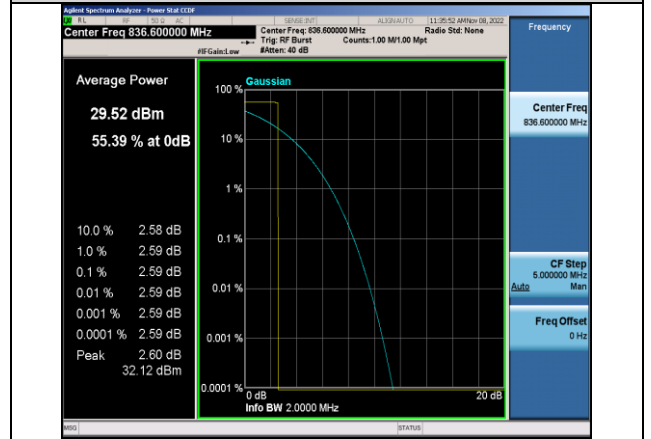 Agilent Spectrum Analyzer - Power Stat CCDF
RL RF 50 Ω AC SENSE:INT ALIGN AUTO 11:35:52 AM Nov 08, 2022
Center Freq 836.600000 MHz
Center Freq: 836.600000 MHz Radio Std: None
Trig: RF Burst Counts:1.00 M/1.00 Mpt
#IFGain:Low #Atten: 40 dB
Frequency
Average Power
29.52 dBm
55.39 % at 0dB
10.0 % 2.58 dB
1.0 % 2.59 dB
0.1 % 2.59 dB
0.01 % 2.59 dB
0.001 % 2.59 dB
0.0001 % 2.59 dB
Peak 2.60 dB
32.12 dBm
Gaussian
100 %
10 %
1 %
0.1 %
0.01 %
0.001 %
0.0001 %
0 dB 20 dB
Info BW 2.0000 MHz
Center Freq
836.600000 MHz
CF Step
5.000000 MHz
Auto Man
Freq Offset
0 Hz
MSG STATUS